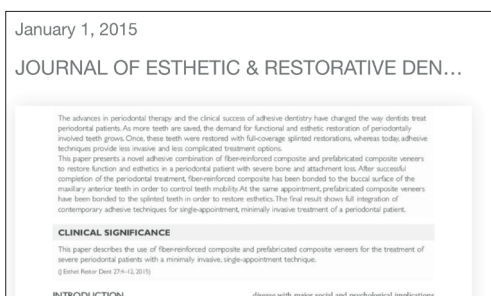 January 1, 2015
JOURNAL OF ESTHETIC & RESTORATIVE DEN...
The advances in periodontal therapy and the clinical success of adhesive dentistry have changed the way dentists treat
periodontal patients. As more teeth are saved, the demand for functional and esthetic restoration of periodontally
involved teeth grows. Once, these teeth were restored with full-coverage splinted restorations, whereas today, adhesive
techniques provide less invasive and less complicated treatment options.
This paper presents a novel adhesive combination of fiber-reinforced composite and prefabricated composite veneers
to restore function and esthetics in a periodontal patient with severe bone and attachment loss. After successful
completion of the periodontal treatment, fiber-reinforced composite has been bonded to the buccal surface of the
maxillary anterior teeth in order to control teeth mobility. At the same appointment, prefabricated composite veneers
have been bonded to the splinted teeth in order to restore esthetics. The final result shows full integration of
contemporary adhesive techniques for single-appointment, minimally invasive treatment of a periodontal patient.
CLINICAL SIGNIFICANCE
This paper describes the use of fiber-reinforced composite and prefabricated composite veneers for the treatment of
severe periodontal patients with a minimally invasive, single-appointment technique.
(J Esthet Restor Dent 27:4–12, 2015)
INTRODUCTION
disease with major social and psychological implications